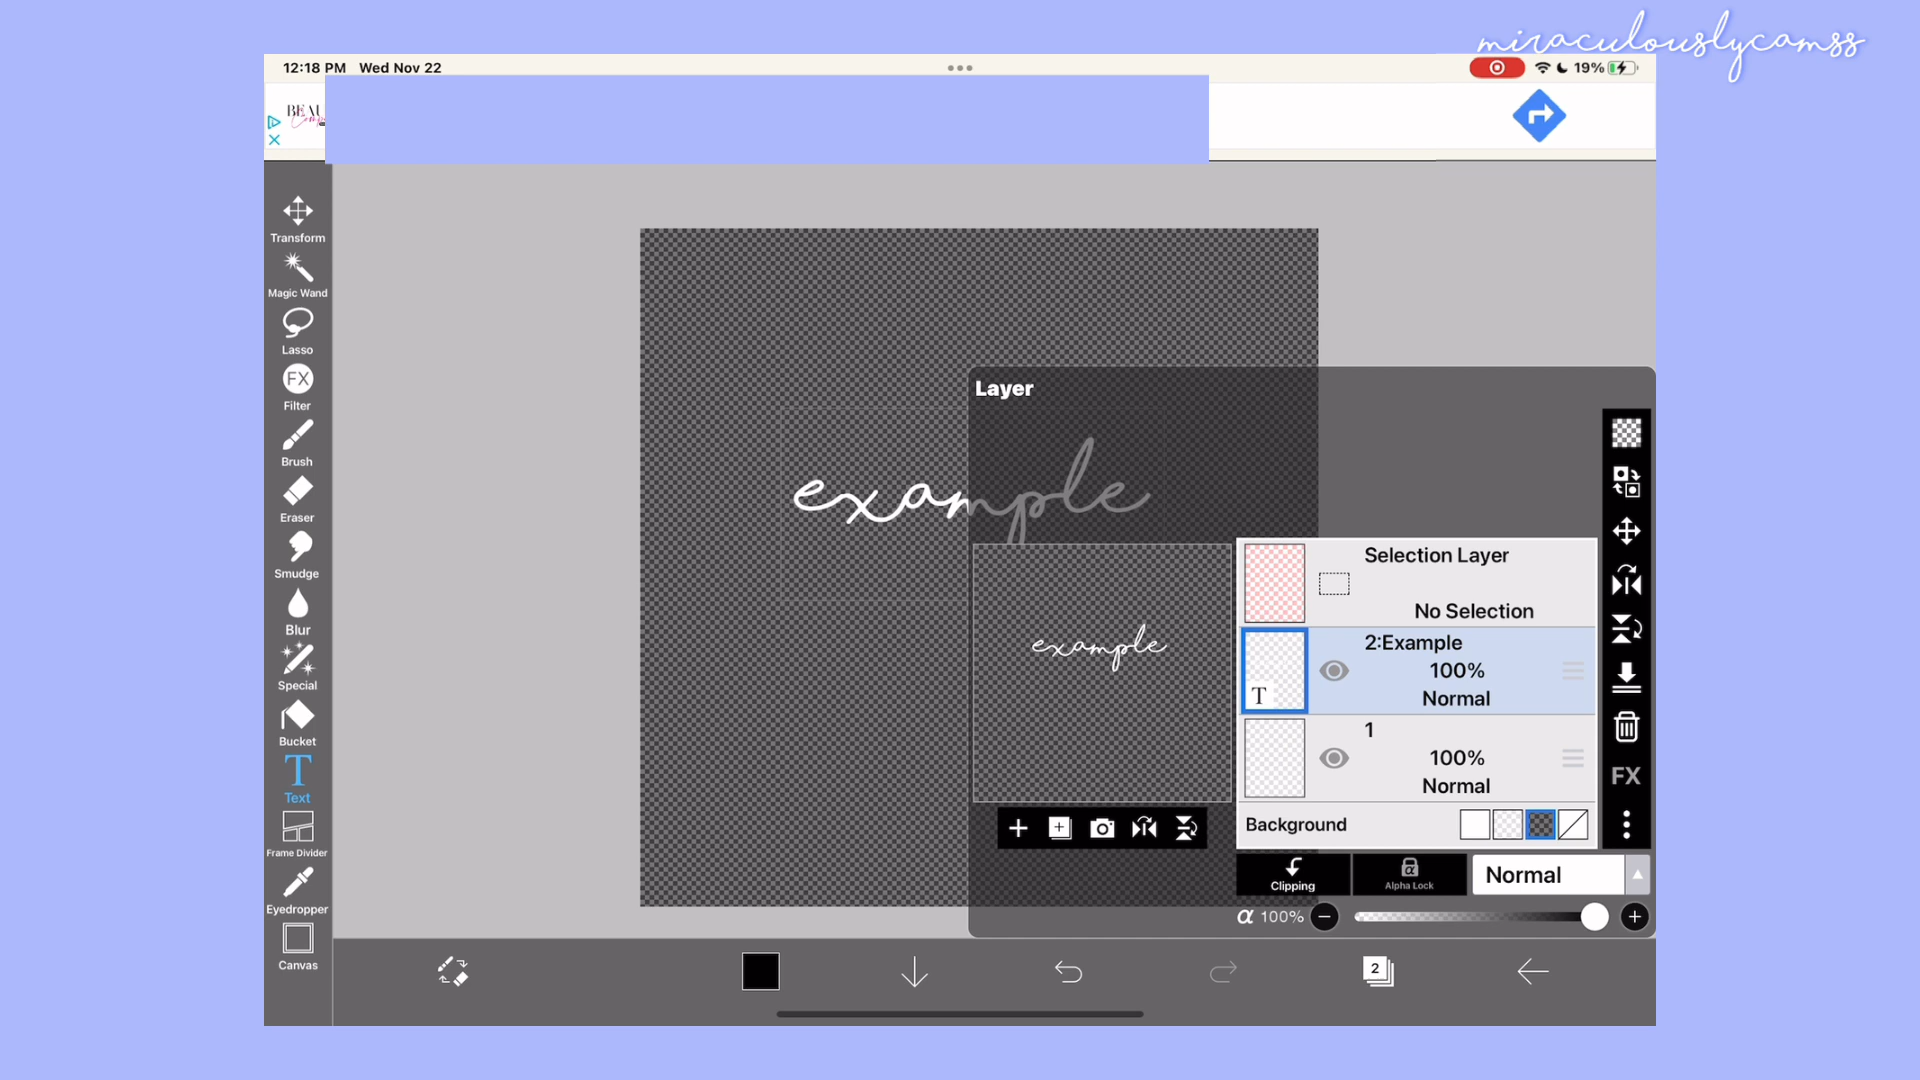 miraculouslycamss
12:18 PM Wed Nov 22
19%
BEAU
Transform
Magic Wand
Lasso
FX
Filter
Brush
Eraser
Smudge
Blur
Special
Bucket
T
Text
Frame Divider
Eyedropper
Canvas
example
Layer
example
Selection Layer
No Selection
2:Example
100%
Normal
T
1
100%
Normal
Background
FX
Clipping
α
Alpha Lock
Normal
α 100%
2